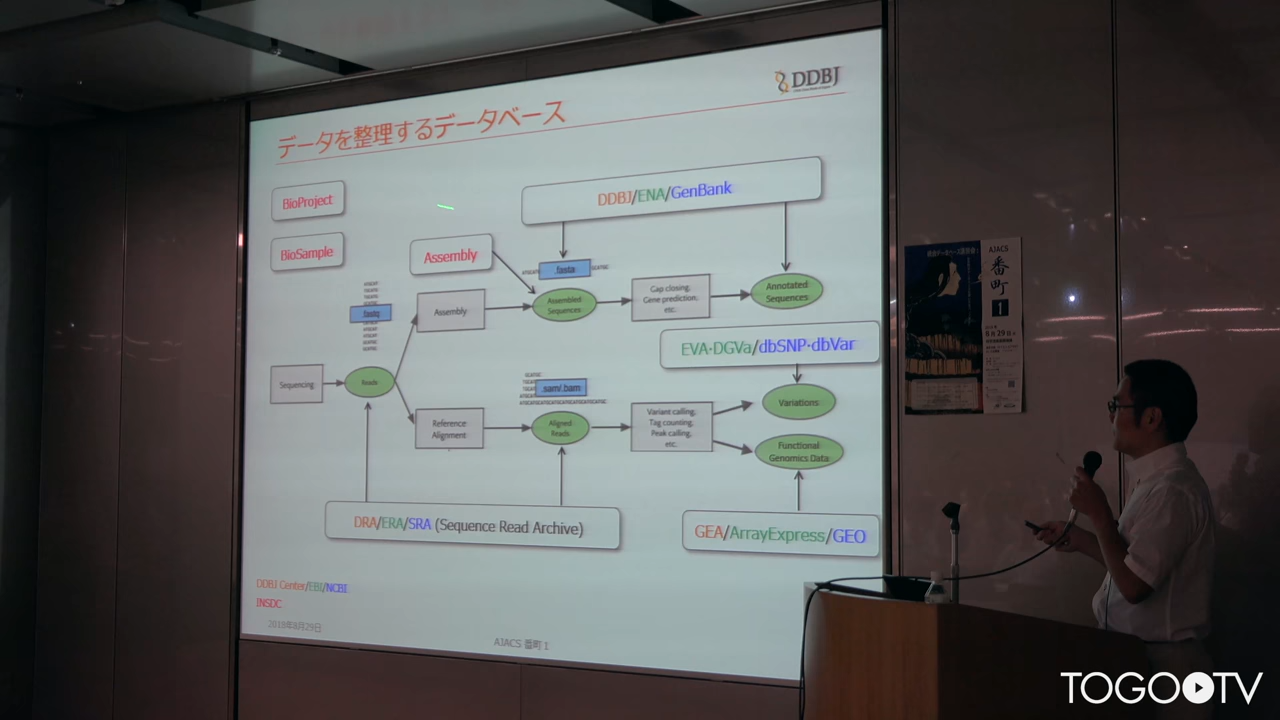 DDBJ
データを整理するデータベース
BioProject
DDBJ/ENA/GenBank
BioSample
Assembly
.fasta
.fastq
Assembly
Assembled
Sequences
Gap closing,
Gene prediction,
etc.
Annotated
Sequences
EVA·DGVa/dbSNP·dbVar
Sequencing
Reads
.sam/.bam
Variations
Reference
Alignment
Aligned
Reads
Variant calling,
Tag counting,
Peak calling,
etc.
Functional
Genomics Data
DRA/ERA/SRA (Sequence Read Archive)
GEA/ArrayExpress/GEO
DDBJ Center/EBI/NCBI
INSDC
2018年8月29日
AJACS 番町1
AJACS
番町
1
TOGO TV